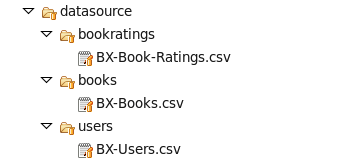 datasource
bookratings
BX-Book-Ratings.csv
books
BX-Books.csv
users
BX-Users.csv